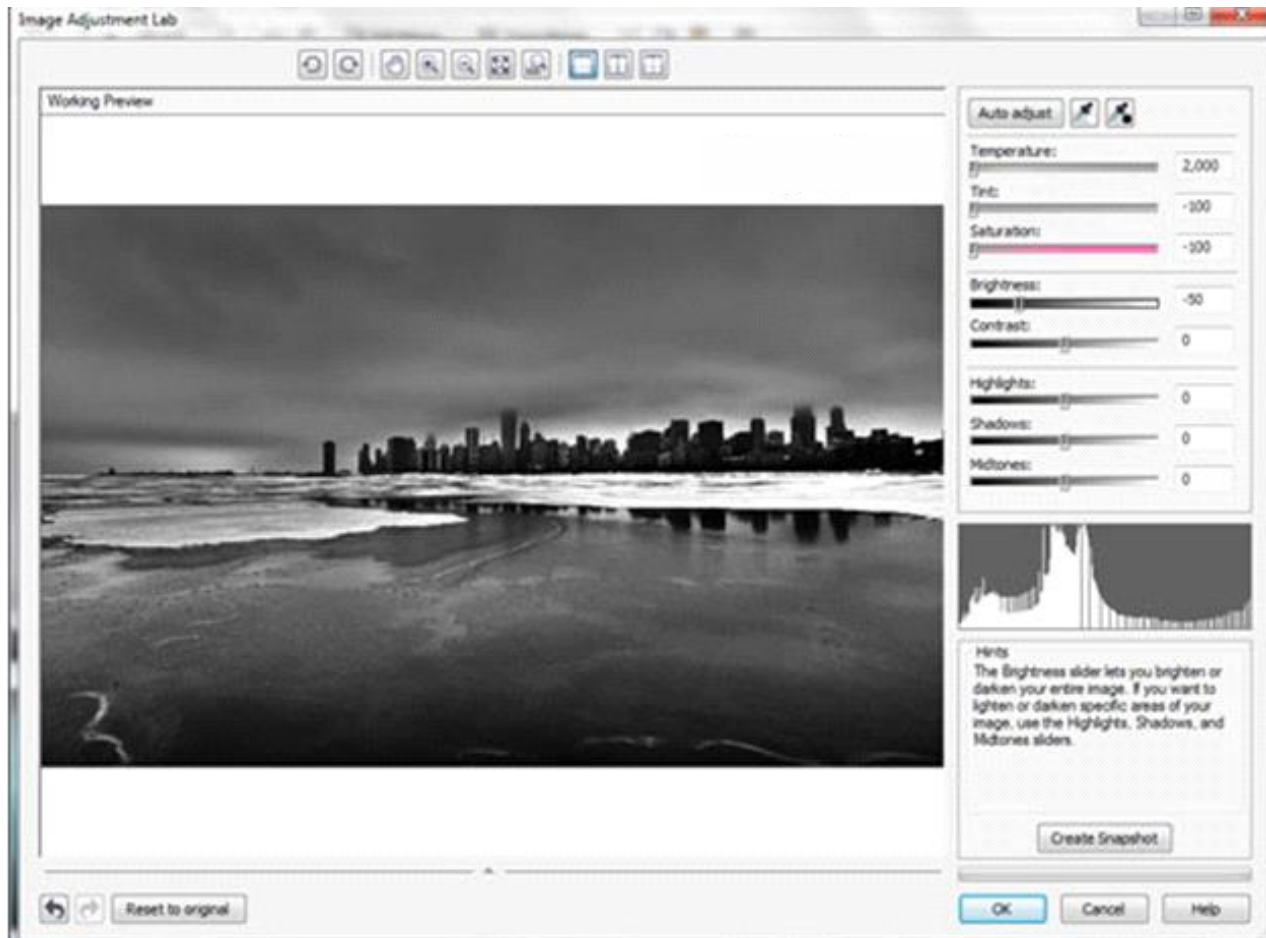 Image Adjustment Lab
Working Preview
Auto adjust
Temperature:
2,000
Tint:
-100
Saturation:
-100
Brightness:
-50
Contrast:
0
Highlights:
0
Shadows:
0
Midtones:
0
Hints
The Brightness slider lets you brighten or
darken your entire image. If you want to
lighten or darken specific areas of your
image, use the Highlights, Shadows, and
Midtones sliders.
Create Snapshot
Reset to original
OK
Cancel
Help